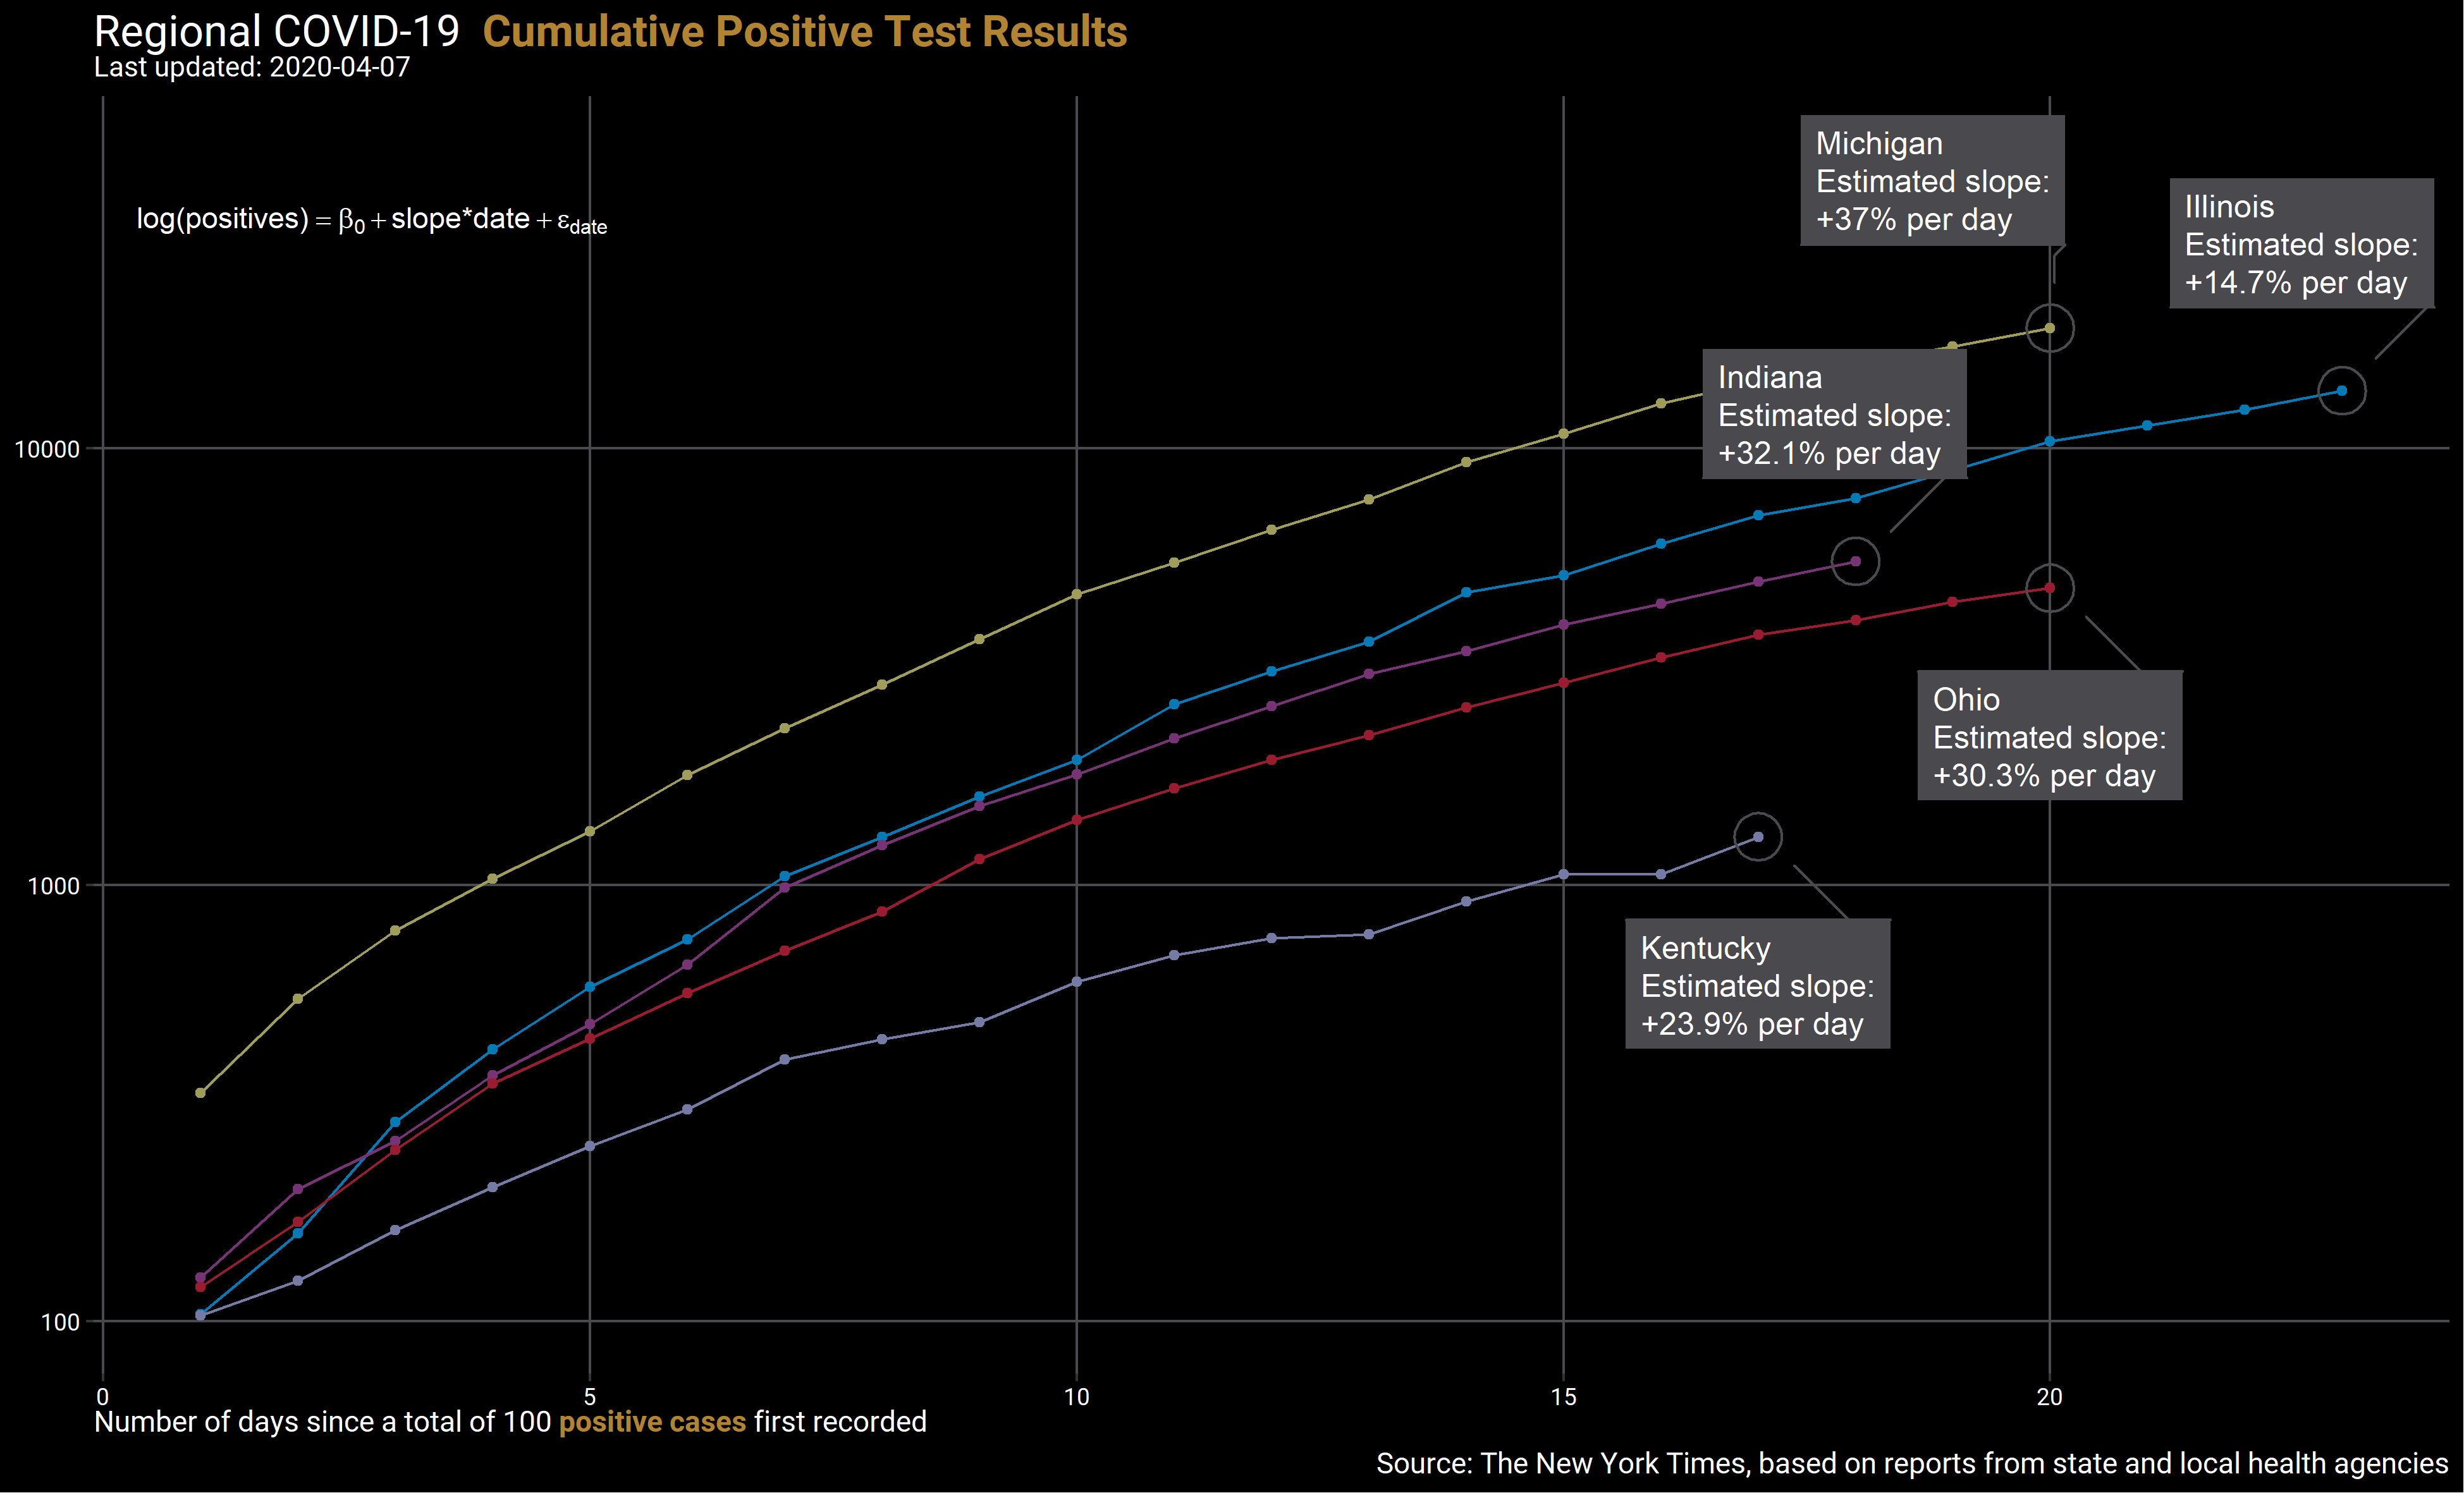 Regional COVID-19 Cumulative Positive Test Results
Last updated: 2020-04-07
log(positives) = β0 + slope*date + εdate
Michigan
Estimated slope:
+37% per day
Illinois
Estimated slope:
+14.7% per day
Indiana
Estimated slope:
+32.1% per day
Ohio
Estimated slope:
+30.3% per day
Kentucky
Estimated slope:
+23.9% per day
10000
1000
100
0 5 10 15 20
Number of days since a total of 100 positive cases first recorded
Source: The New York Times, based on reports from state and local health agencies